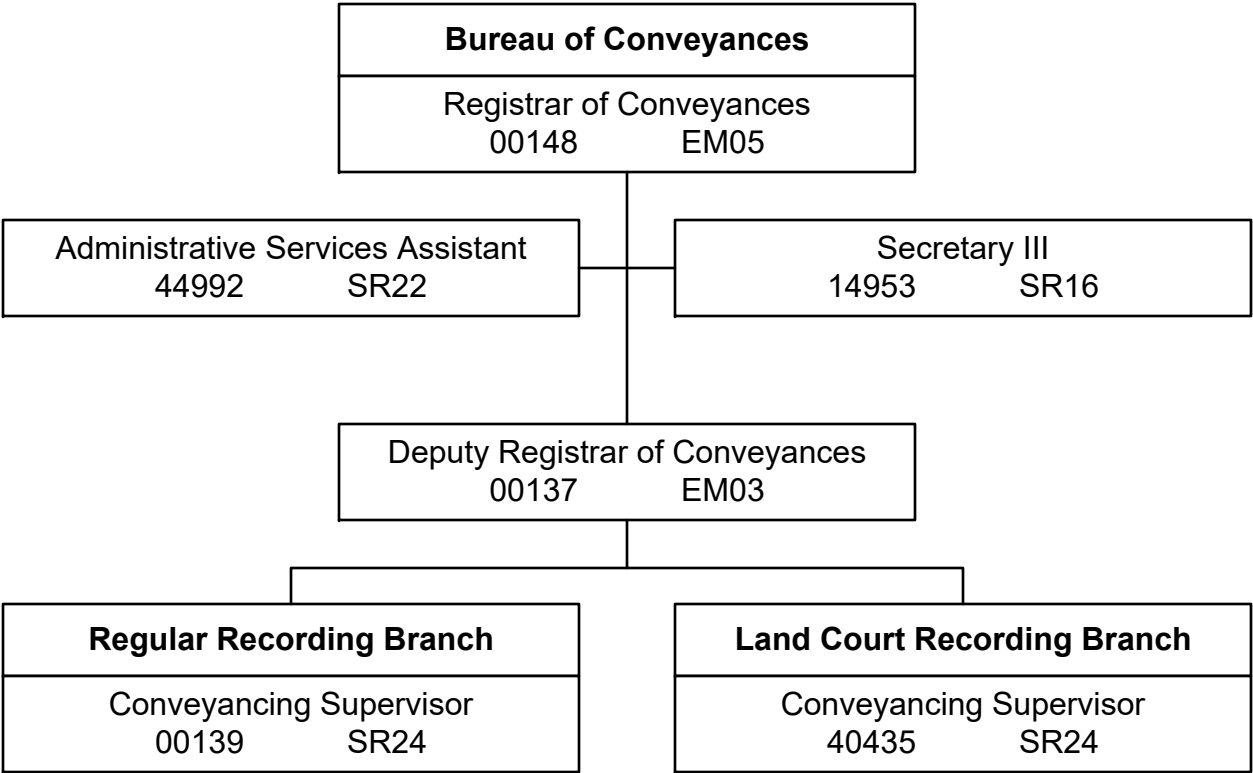 Bureau of Conveyances
Registrar of Conveyances
00148 EM05
Administrative Services Assistant
44992 SR22
Secretary III
14953 SR16
Deputy Registrar of Conveyances
00137 EM03
Regular Recording Branch
Conveyancing Supervisor
00139 SR24
Land Court Recording Branch
Conveyancing Supervisor
40435 SR24